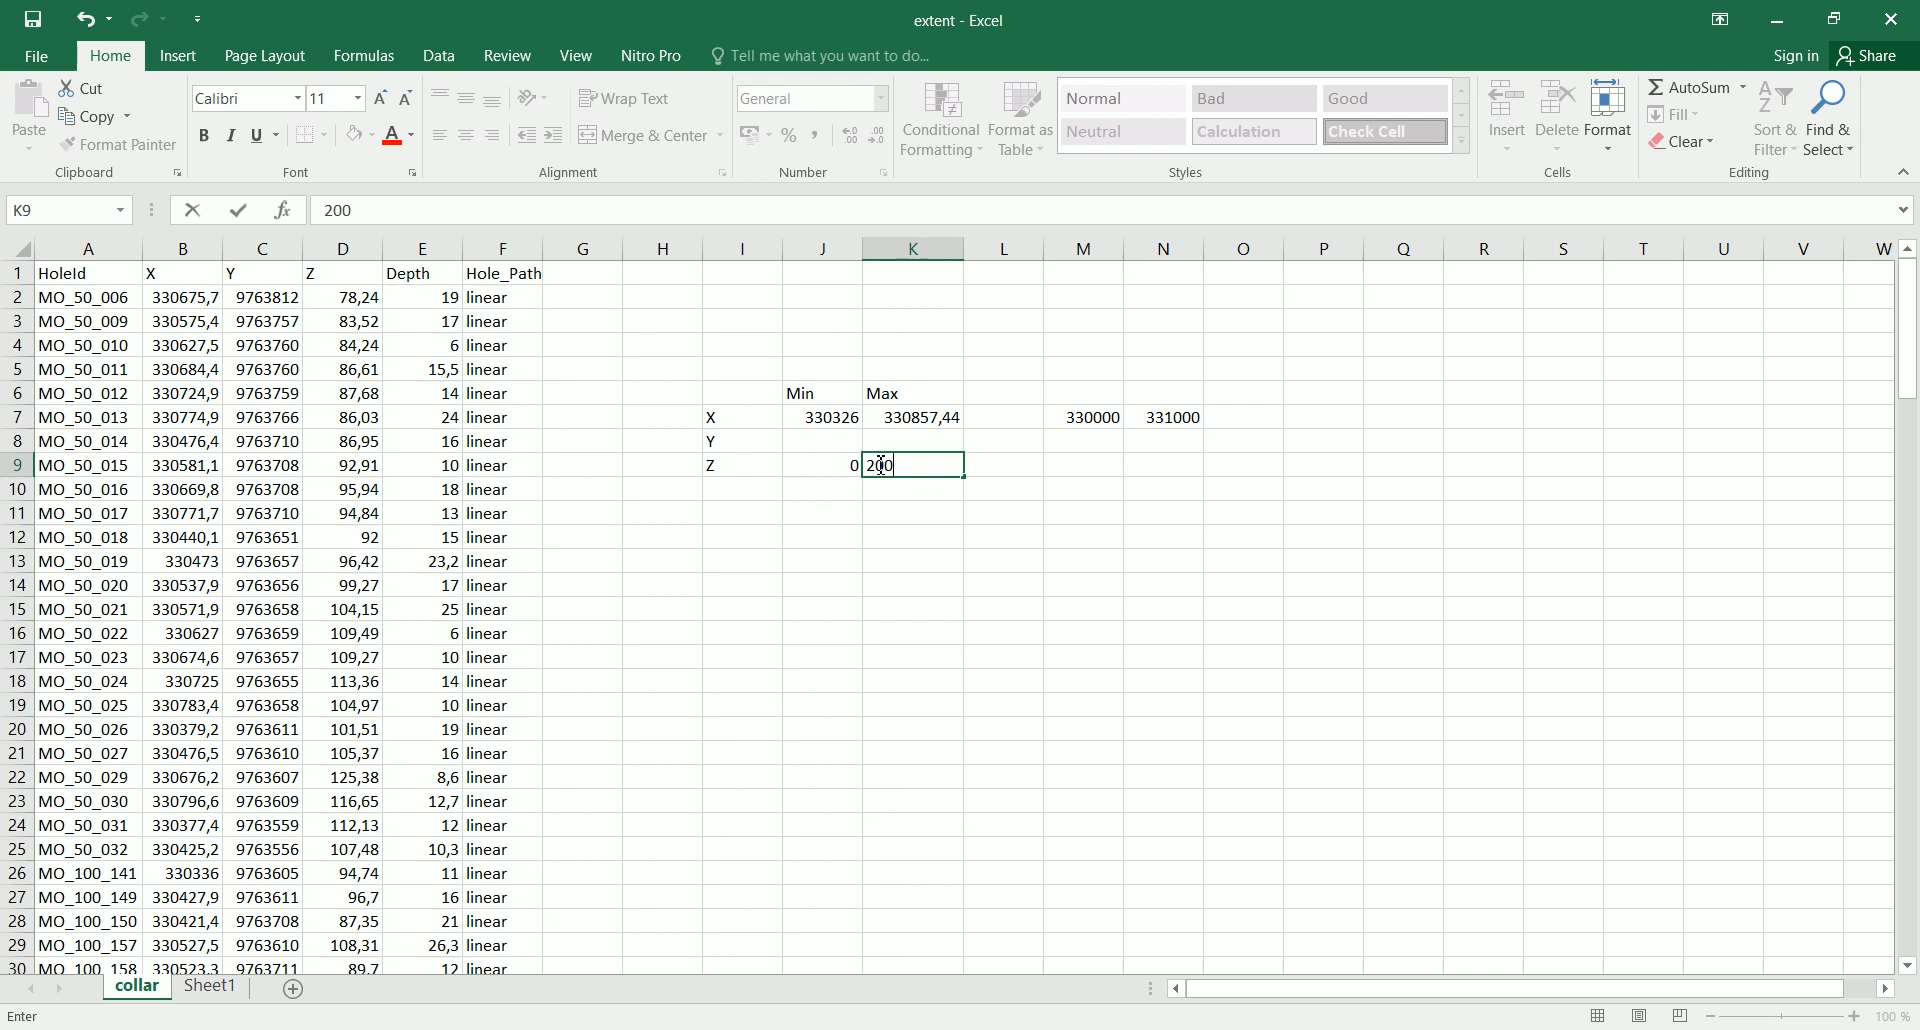 extent - Excel
File Home Insert Page Layout Formulas Data Review View Nitro Pro Tell me what you want to do... Sign in Share
Cut
Copy
Format Painter
Paste
Clipboard
Calibri 11
B I U
Font
Wrap Text
Merge & Center
Alignment
General
%
Number
Conditional Formatting
Format as Table
Normal Bad Good
Neutral Calculation Check Cell
Styles
Insert Delete Format
Cells
AutoSum
Fill
Clear
Sort & Filter
Find & Select
Editing
K9 fx 200
A B C D E F G H I J K L M N O P Q R S T U V W
1 HoleId X Y Z Depth Hole_Path
2 MO_50_006 330675,7 9763812 78,24 19 linear
3 MO_50_009 330575,4 9763757 83,52 17 linear
4 MO_50_010 330627,5 9763760 84,24 6 linear
5 MO_50_011 330684,4 9763760 86,61 15,5 linear
6 MO_50_012 330724,9 9763759 87,68 14 linear Min Max
7 MO_50_013 330774,9 9763766 86,03 24 linear X 330326 330857,44 330000 331000
8 MO_50_014 330476,4 9763710 86,95 16 linear Y
9 MO_50_015 330581,1 9763708 92,91 10 linear Z 0 200
10 MO_50_016 330669,8 9763708 95,94 18 linear
11 MO_50_017 330771,7 9763710 94,84 13 linear
12 MO_50_018 330440,1 9763651 92 15 linear
13 MO_50_019 330473 9763657 96,42 23,2 linear
14 MO_50_020 330537,9 9763656 99,27 17 linear
15 MO_50_021 330571,9 9763658 104,15 25 linear
16 MO_50_022 330627 9763659 109,49 6 linear
17 MO_50_023 330674,6 9763657 109,27 10 linear
18 MO_50_024 330725 9763655 113,36 14 linear
19 MO_50_025 330783,4 9763658 104,97 10 linear
20 MO_50_026 330379,2 9763611 101,51 19 linear
21 MO_50_027 330476,5 9763610 105,37 16 linear
22 MO_50_029 330676,2 9763607 125,38 8,6 linear
23 MO_50_030 330796,6 9763609 116,65 12,7 linear
24 MO_50_031 330377,4 9763559 112,13 12 linear
25 MO_50_032 330425,2 9763556 107,48 10,3 linear
26 MO_100_141 330336 9763605 94,74 11 linear
27 MO_100_149 330427,9 9763611 96,7 16 linear
28 MO_100_150 330421,4 9763708 87,35 21 linear
29 MO_100_157 330527,5 9763610 108,31 26,3 linear
30 MO_100_158 330523,3 9763711 89,7 12 linear
collar Sheet1
Enter 100 %